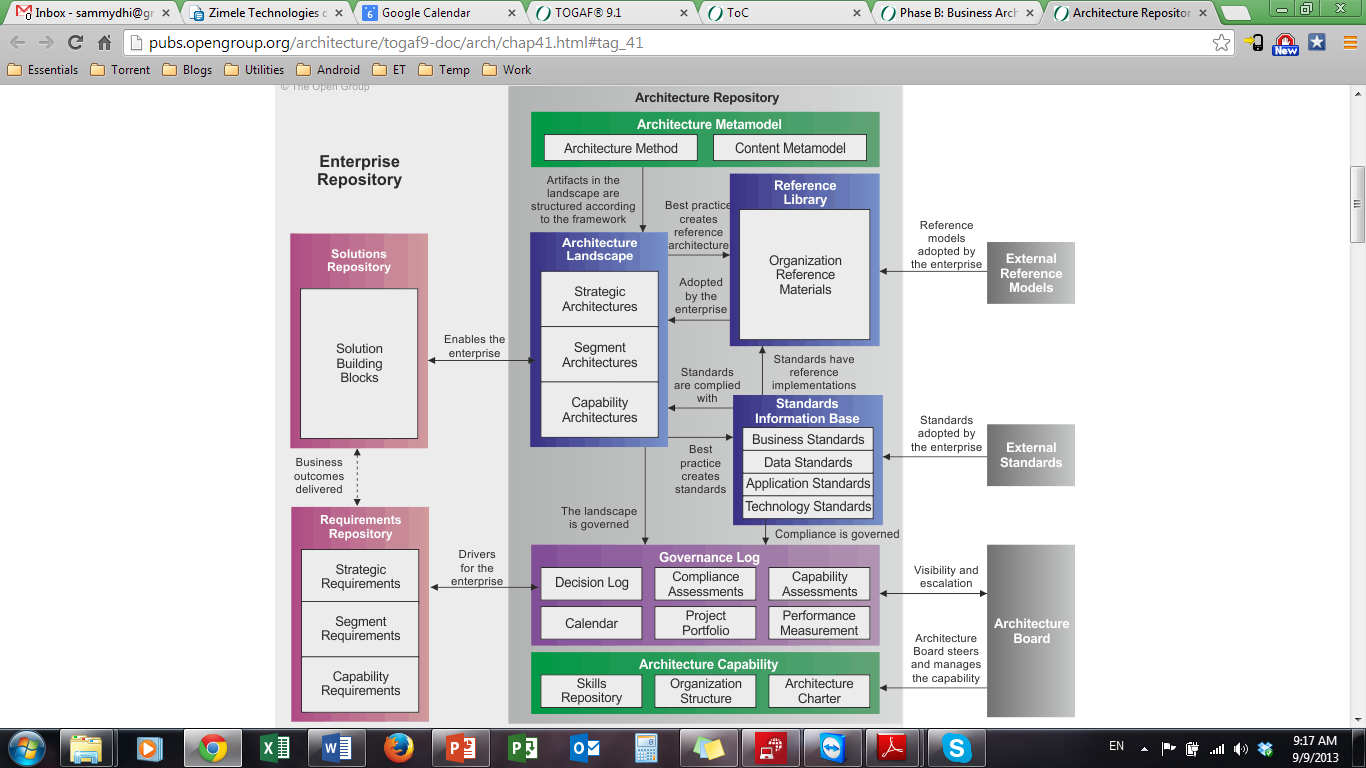 Inbox - sammydhi@gr
Zimele Technologies c
Google Calendar
TOGAF® 9.1
ToC
Phase B: Business Arch
Architecture Repositor
pubs.opengroup.org/architecture/togaf9-doc/arch/chap41.html#tag_41
New
Essentials
Torrent
Blogs
Utilities
Android
ET
Temp
Work
© The Open Group
Architecture Repository
Architecture Metamodel
Architecture Method
Content Metamodel
Enterprise
Repository
Artifacts in the
landscape are
structured according
to the framework
Best practice
creates
reference
architecture
Reference
Library
Organization
Reference
Materials
Reference
models
adopted by
the enterprise
External
Reference
Models
Solutions
Repository
Solution
Building
Blocks
Enables the
enterprise
Architecture
Landscape
Strategic
Architectures
Segment
Architectures
Capability
Architectures
Adopted
by the
enterprise
Standards have
reference
implementations
Standards
are complied
with
Standards
Information Base
Business Standards
Data Standards
Application Standards
Technology Standards
Standards
adopted by
the enterprise
External
Standards
Best
practice
creates
standards
Business
outcomes
delivered
The landscape
is governed
Compliance is governed
Requirements
Repository
Strategic
Requirements
Segment
Requirements
Capability
Requirements
Drivers
for the
enterprise
Governance Log
Decision Log
Compliance
Assessments
Capability
Assessments
Calendar
Project
Portfolio
Performance
Measurement
Visibility and
escalation
Architecture
Board
Architecture
Board steers
and manages
the capability
Architecture Capability
Skills
Repository
Organization
Structure
Architecture
Charter
EN
9:17 AM
9/9/2013